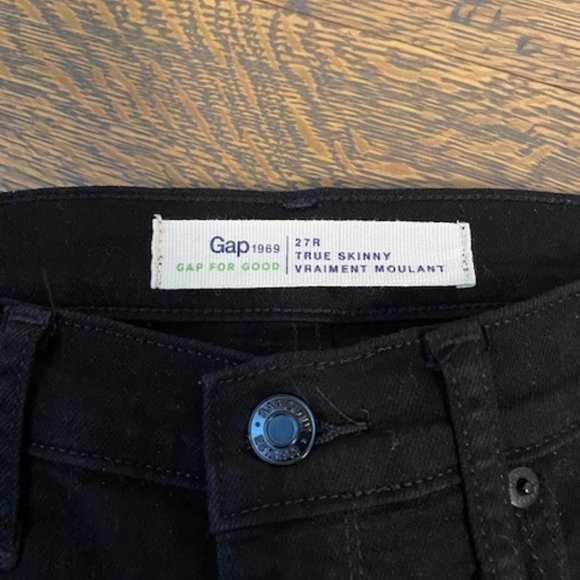 Gap 1969
GAP FOR GOOD
27R
TRUE SKINNY
VRAIMENT MOULANT